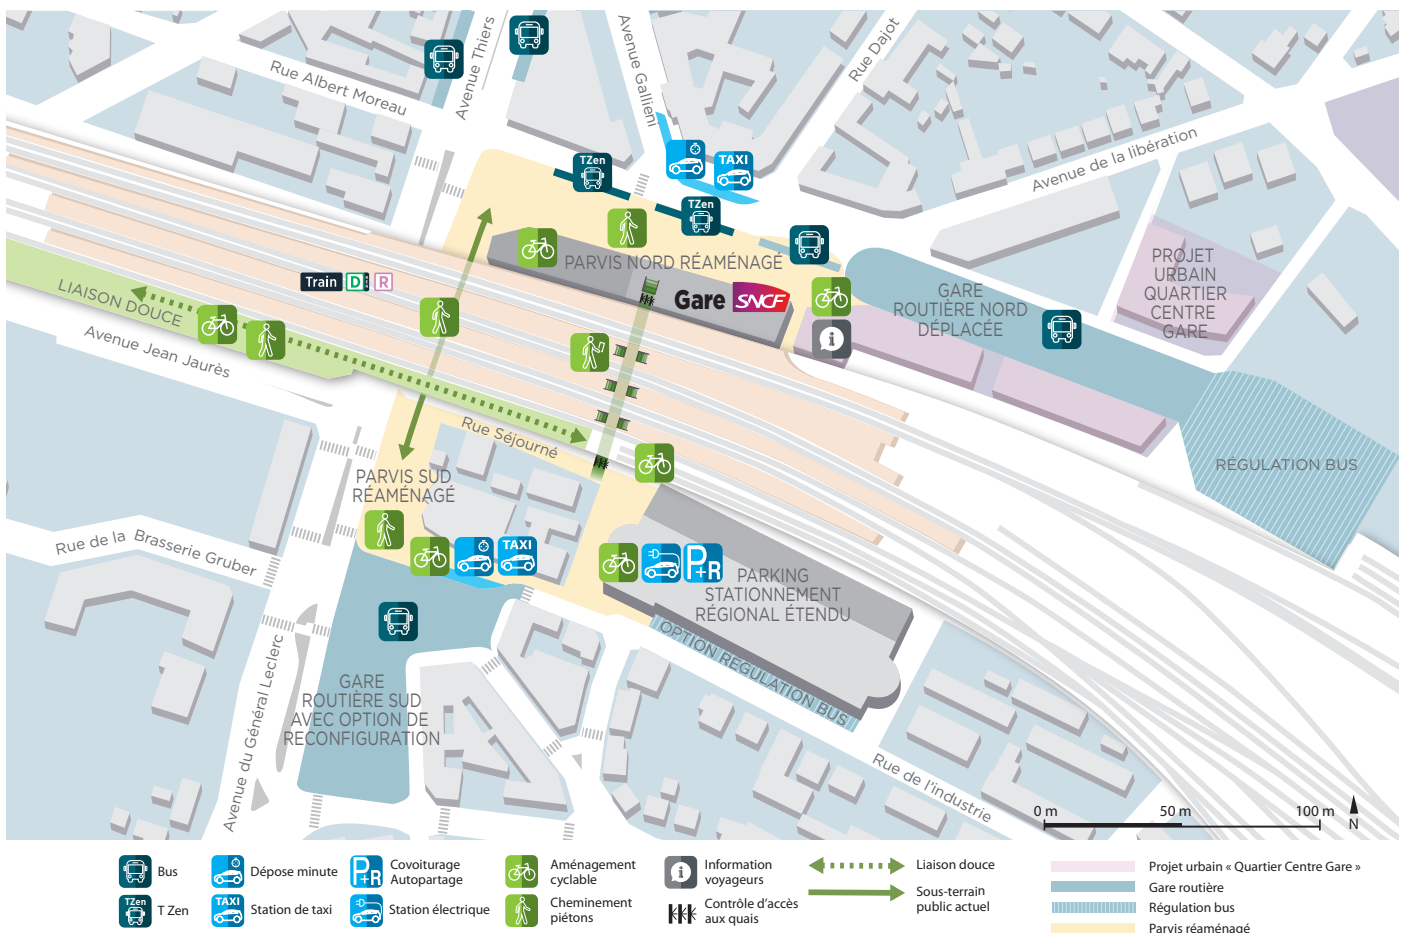 Avenue Thiers
Avenue Gallieni
Rue Dajot
Rue Albert Moreau
Avenue de la libération
TZen
TAXI
TZen
PARVIS NORD RÉAMÉNAGÉ
PROJET
URBAIN
QUARTIER
CENTRE
GARE
Train D R
Gare SNCF
GARE
ROUTIÈRE NORD
DÉPLACÉE
i
LIAISON DOUCE
Avenue Jean Jaurès
Rue Séjourné
RÉGULATION BUS
PARVIS SUD
RÉAMÉNAGÉ
Rue de la Brasserie Gruber
TAXI
P+R
PARKING
STATIONNEMENT
RÉGIONAL ÉTENDU
OPTION RÉGULATION BUS
GARE
ROUTIÈRE SUD
AVEC OPTION DE
RECONFIGURATION
Avenue du Général Leclerc
Rue de l'industrie
0 m 50 m 100 m
N
Bus
Dépose minute
P+R
Covoiturage
Autopartage
Aménagement
cyclable
i
Information
voyageurs
Liaison douce
Projet urbain « Quartier Centre Gare »
Gare routière
TZen
T Zen
TAXI
Station de taxi
Station électrique
Cheminement
piétons
Contrôle d'accès
aux quais
Sous-terrain
public actuel
Régulation bus
Parvis réaménagé